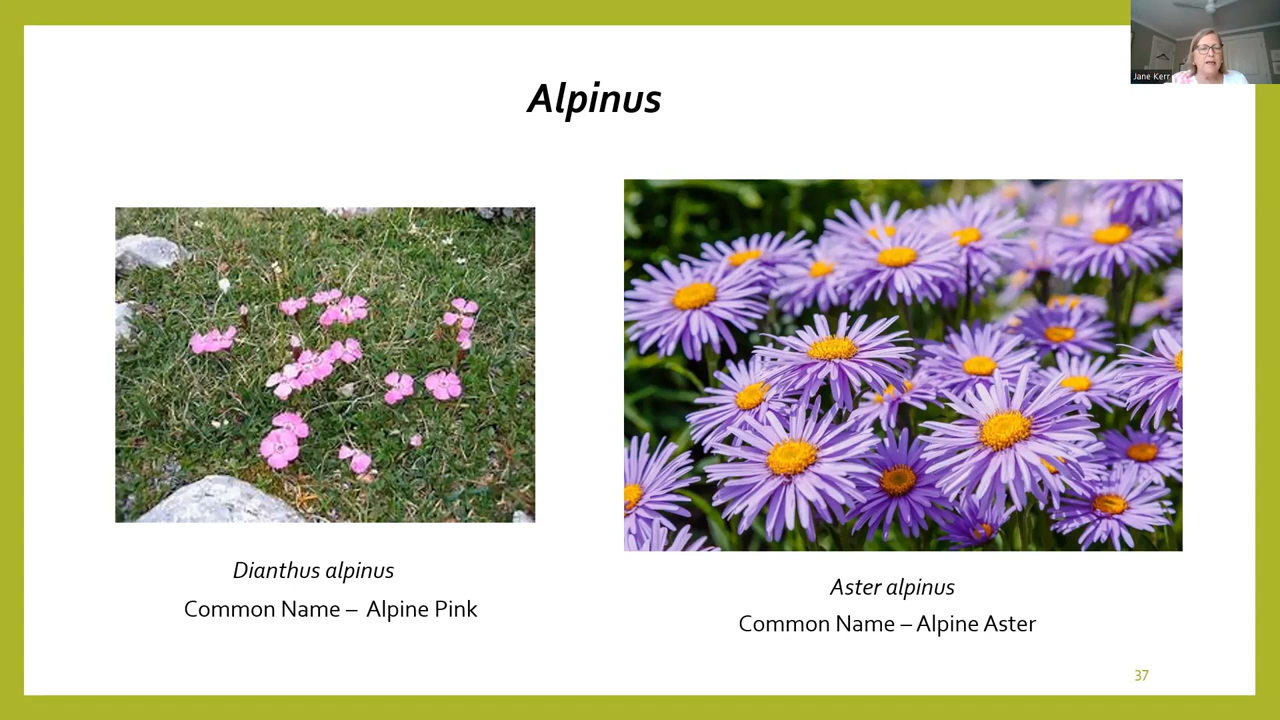 Jane Kerr
Alpinus
Dianthus alpinus
Common Name – Alpine Pink
Aster alpinus
Common Name – Alpine Aster
37